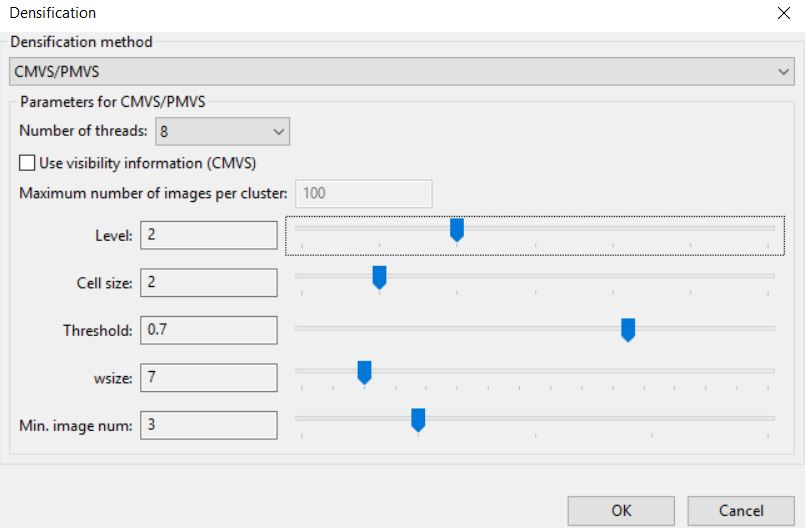 Densification
Densification method
CMVS/PMVS
Parameters for CMVS/PMVS
Number of threads: 8
Use visibility information (CMVS)
Maximum number of images per cluster: 100
Level: 2
Cell size: 2
Threshold: 0.7
wsize: 7
Min. image num: 3
OK Cancel